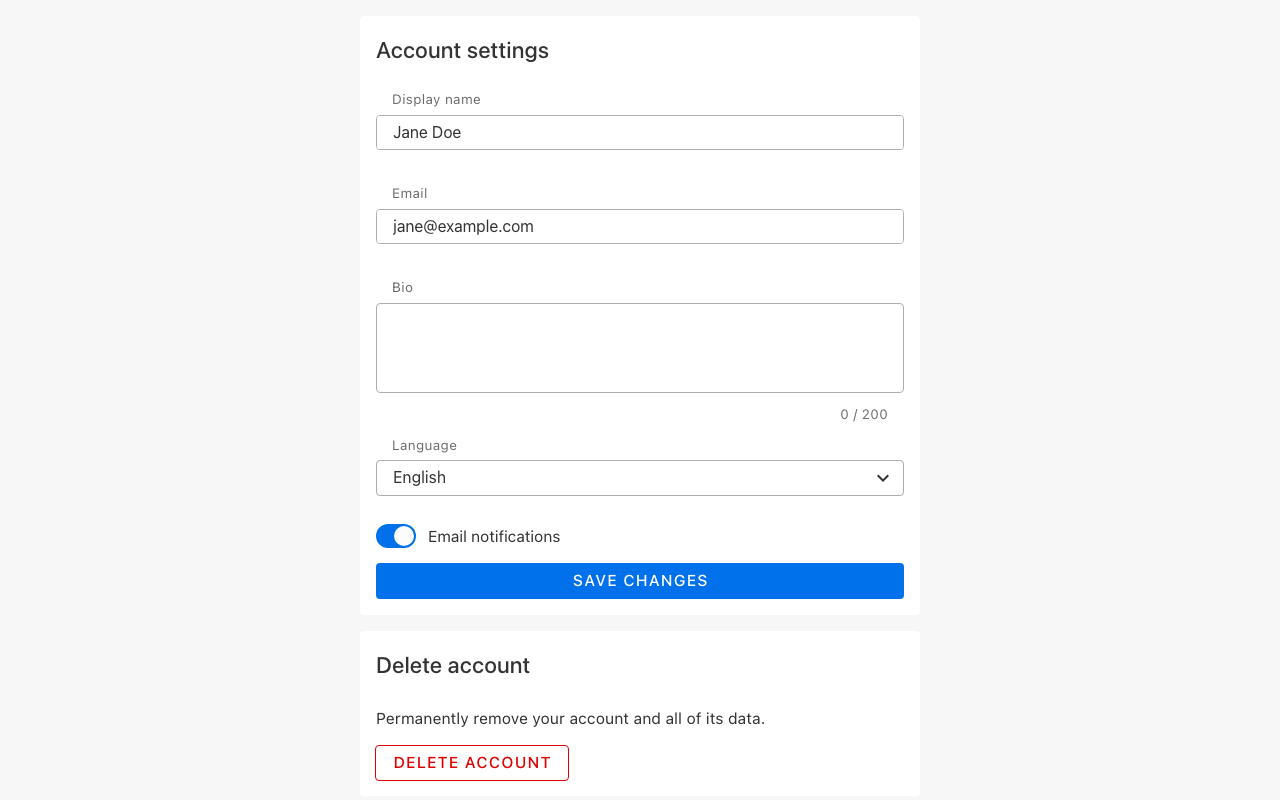 Account settings
Display name
Jane Doe
Email
jane@example.com
Bio
0 / 200
Language
English
Email notifications
SAVE CHANGES
Delete account
Permanently remove your account and all of its data.
DELETE ACCOUNT